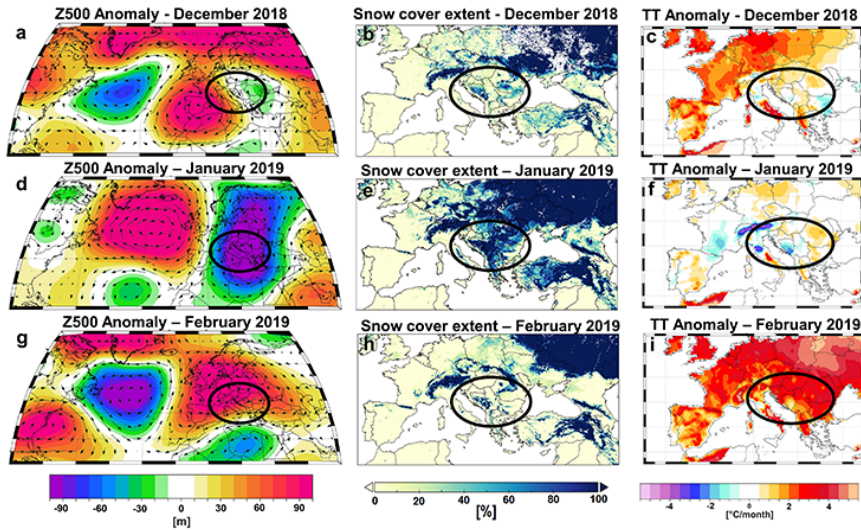 Z500 Anomaly - December 2018
Snow cover extent - December 2018
TT Anomaly - December 2018
a
b
c
Z500 Anomaly – January 2019
Snow cover extent – January 2019
TT Anomaly – January 2019
d
e
f
Z500 Anomaly – February 2019
Snow cover extent – February 2019
TT Anomaly – February 2019
g
h
i
-90 -60 -30 0 30 60 90
[m]
0 20 40 60 80 100
[%]
-4 -2 0 2 4
[°C/month]